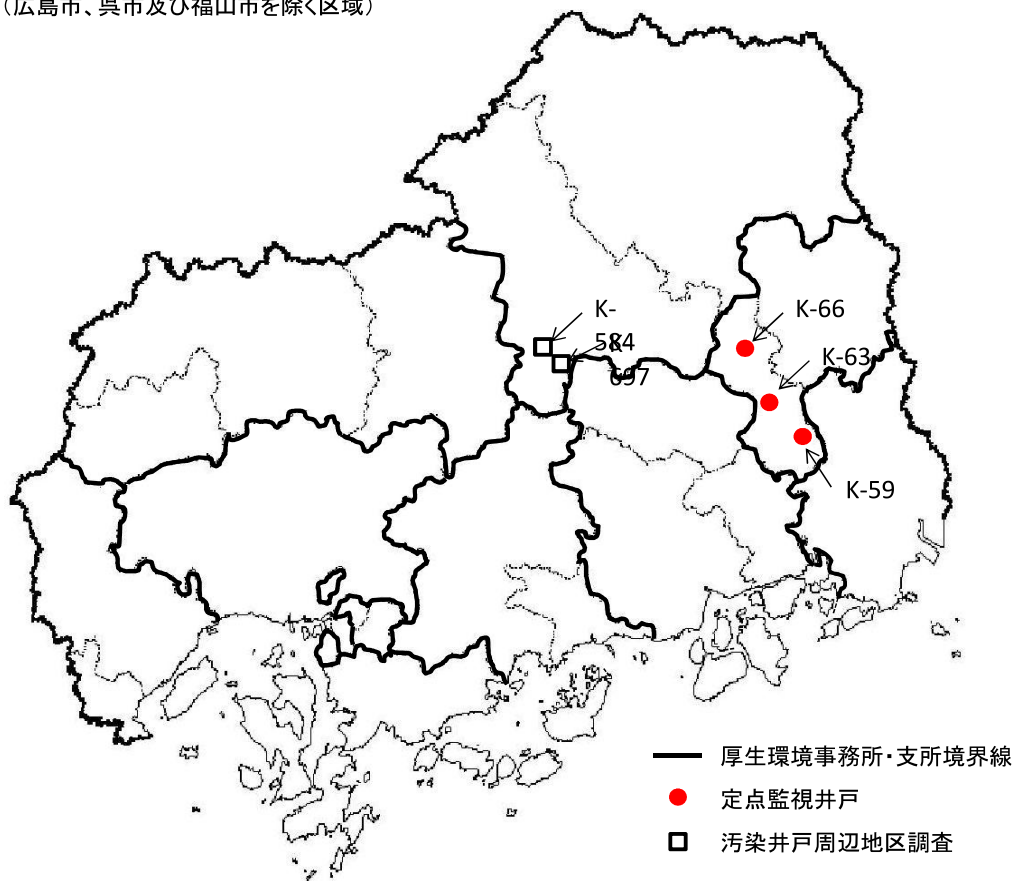 （広島市、呉市及び福山市を除く区域）
K-66
K-
584
K-
697
K-63
K-59
厚生環境事務所・支所境界線
定点監視井戸
汚染井戸周辺地区調査